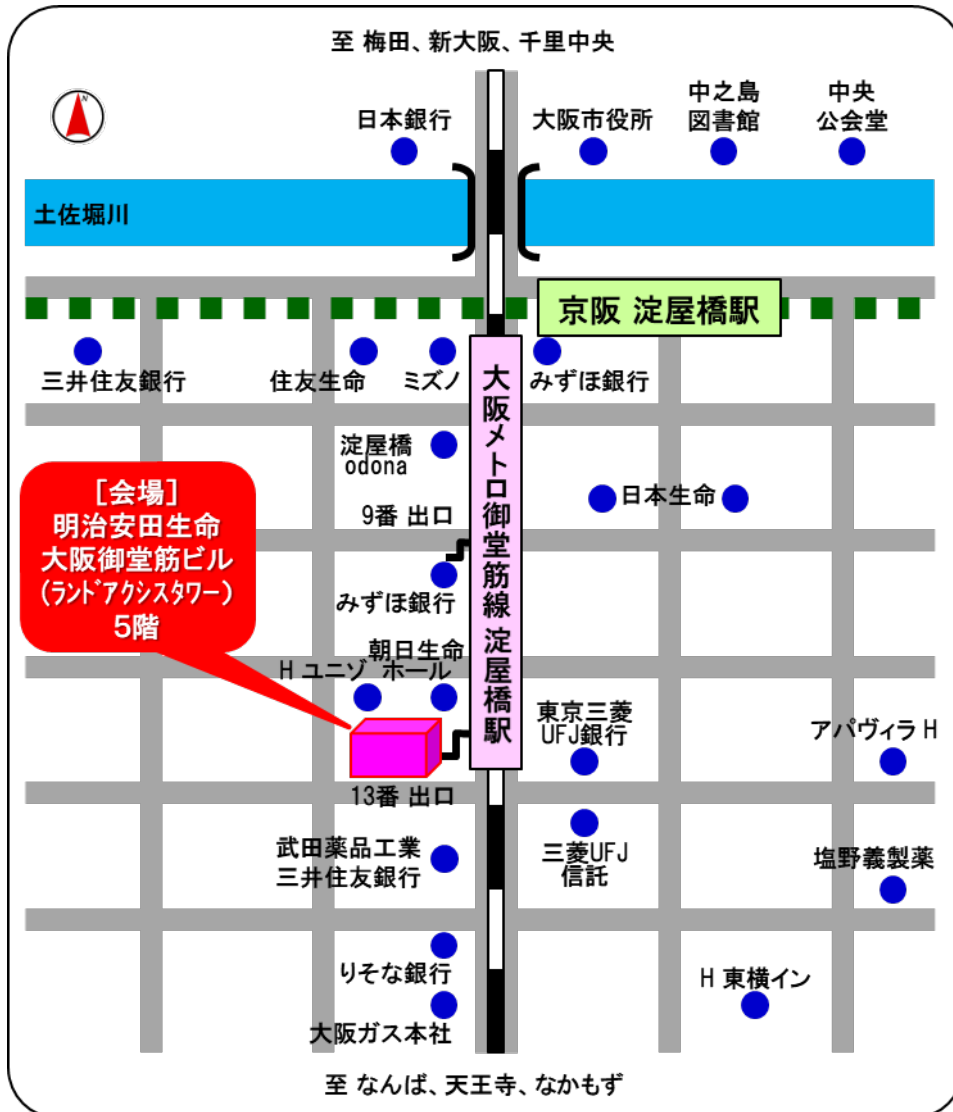 至 梅田、新大阪、千里中央
N
日本銀行
大阪市役所
中之島
図書館
中央
公会堂
土佐堀川
京阪 淀屋橋駅
三井住友銀行
住友生命
ミズノ
大阪メトロ御堂筋線 淀屋橋駅
みずほ銀行
淀屋橋
odona
[会場]
明治安田生命
大阪御堂筋ビル
(ランドアクシスタワー)
5階
9番 出口
日本生命
みずほ銀行
朝日生命
ホール
H ユニゾ
東京三菱
UFJ銀行
アパヴィラ H
13番 出口
武田薬品工業
三井住友銀行
三菱UFJ
信託
塩野義製薬
りそな銀行
H 東横イン
大阪ガス本社
至 なんば、天王寺、なかもず